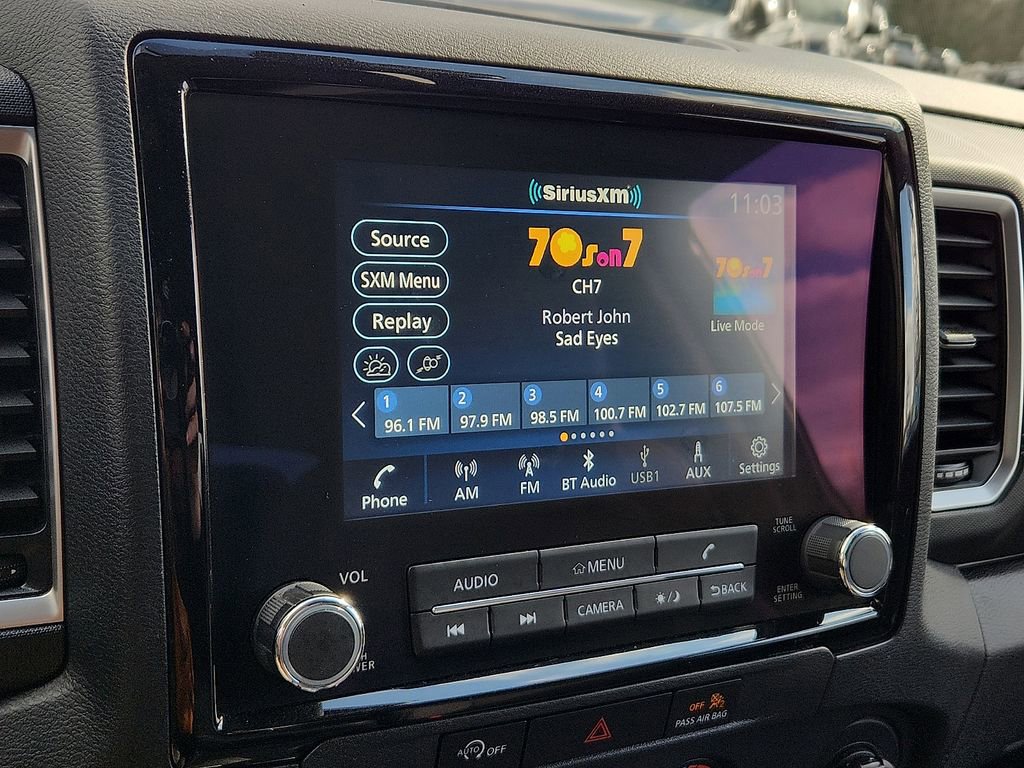 SiriusXM
11:03
Source
SXM Menu
Replay
70s on 7
CH7
Robert John
Sad Eyes
70s on 7
Live Mode
1 96.1 FM
2 97.9 FM
3 98.5 FM
4 100.7 FM
5 102.7 FM
6 107.5 FM
Phone
AM
FM
BT Audio
USB1
AUX
Settings
TUNE
SCROLL
AUDIO
MENU
VOL
CAMERA
BACK
ENTER
SETTING
AUTO OFF
OFF
PASS AIR BAG